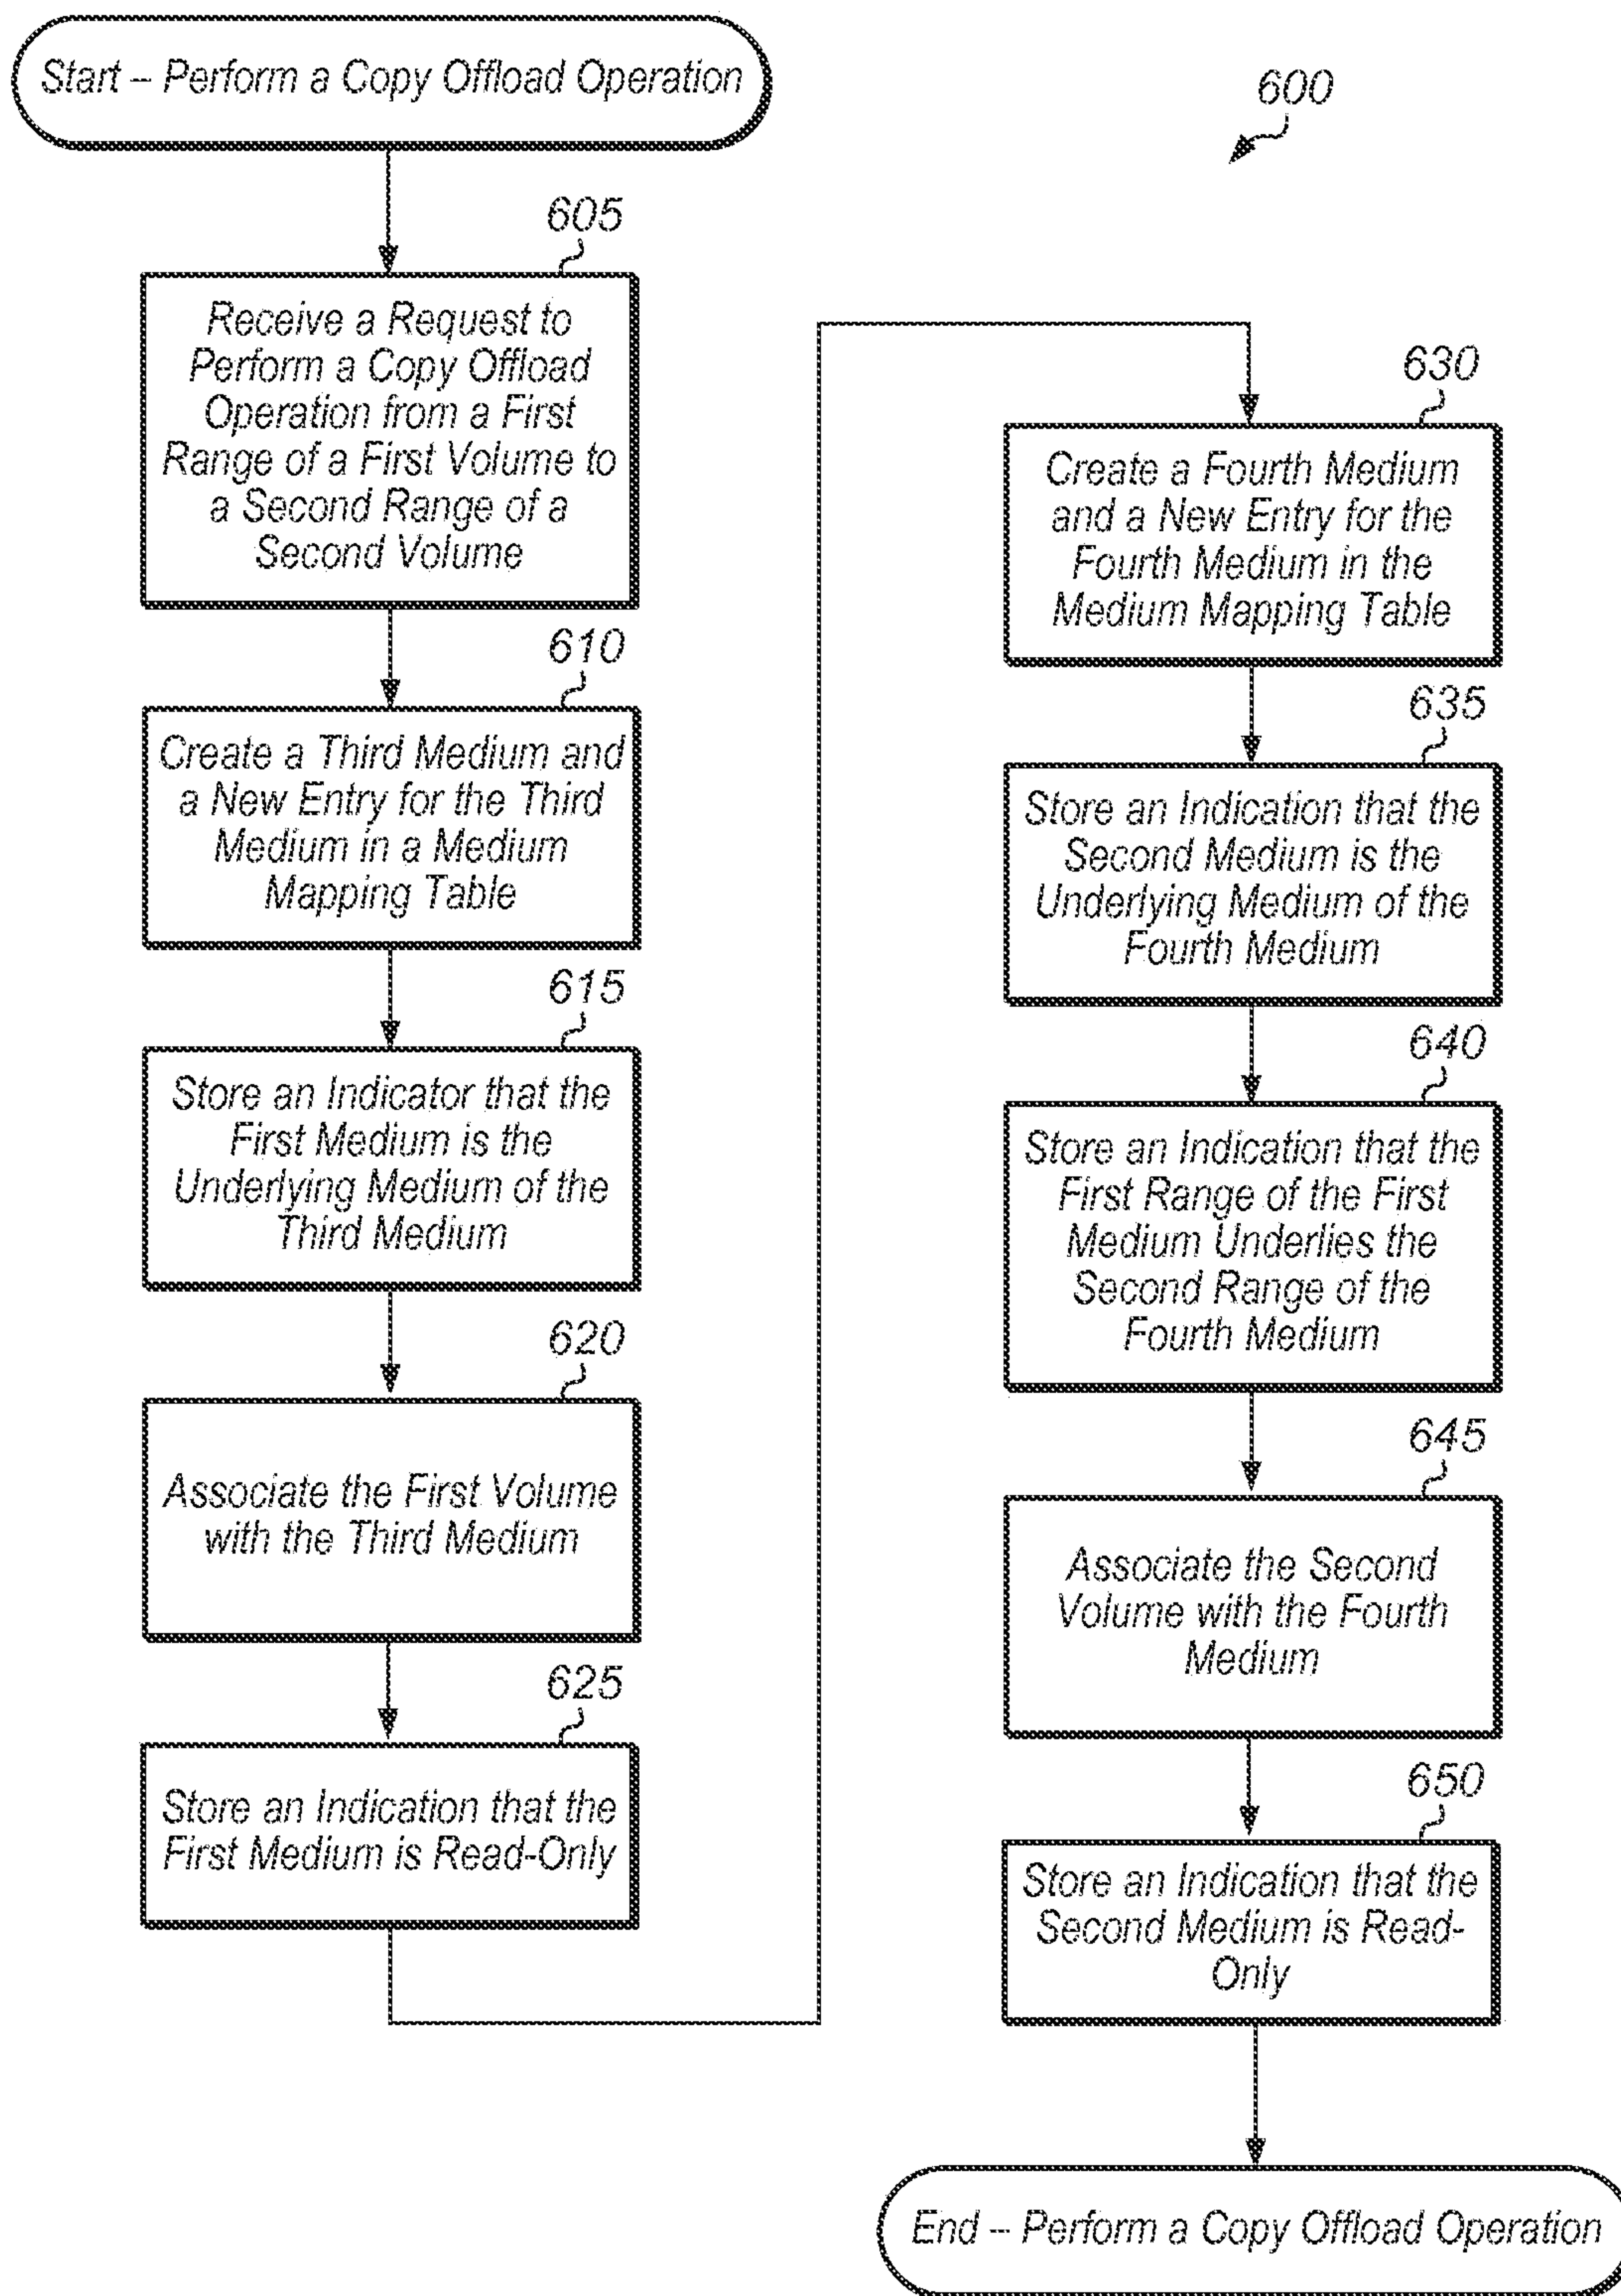 Start – Perform a Copy Offload Operation
600
605
Receive a Request to
Perform a Copy Offload
Operation from a First
Range of a First Volume to
a Second Range of a
Second Volume
610
Create a Third Medium and
a New Entry for the Third
Medium in a Medium
Mapping Table
615
Store an Indicator that the
First Medium is the
Underlying Medium of the
Third Medium
620
Associate the First Volume
with the Third Medium
625
Store an Indication that the
First Medium is Read-Only
630
Create a Fourth Medium
and a New Entry for the
Fourth Medium in the
Medium Mapping Table
635
Store an Indication that the
Second Medium is the
Underlying Medium of the
Fourth Medium
640
Store an Indication that the
First Range of the First
Medium Underlies the
Second Range of the
Fourth Medium
645
Associate the Second
Volume with the Fourth
Medium
650
Store an Indication that the
Second Medium is Read-
Only
End – Perform a Copy Offload Operation